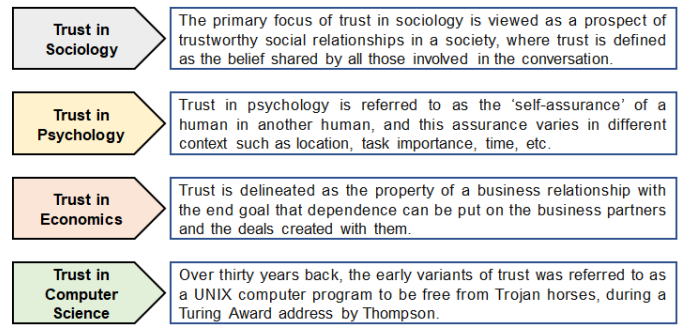 Trust in
Sociology
The primary focus of trust in sociology is viewed as a prospect of
trustworthy social relationships in a society, where trust is defined
as the belief shared by all those involved in the conversation.
Trust in
Psychology
Trust in psychology is referred to as the ‘self-assurance’ of a
human in another human, and this assurance varies in different
context such as location, task importance, time, etc.
Trust in
Economics
Trust is delineated as the property of a business relationship with
the end goal that dependence can be put on the business partners
and the deals created with them.
Trust in
Computer
Science
Over thirty years back, the early variants of trust was referred to as
a UNIX computer program to be free from Trojan horses, during a
Turing Award address by Thompson.